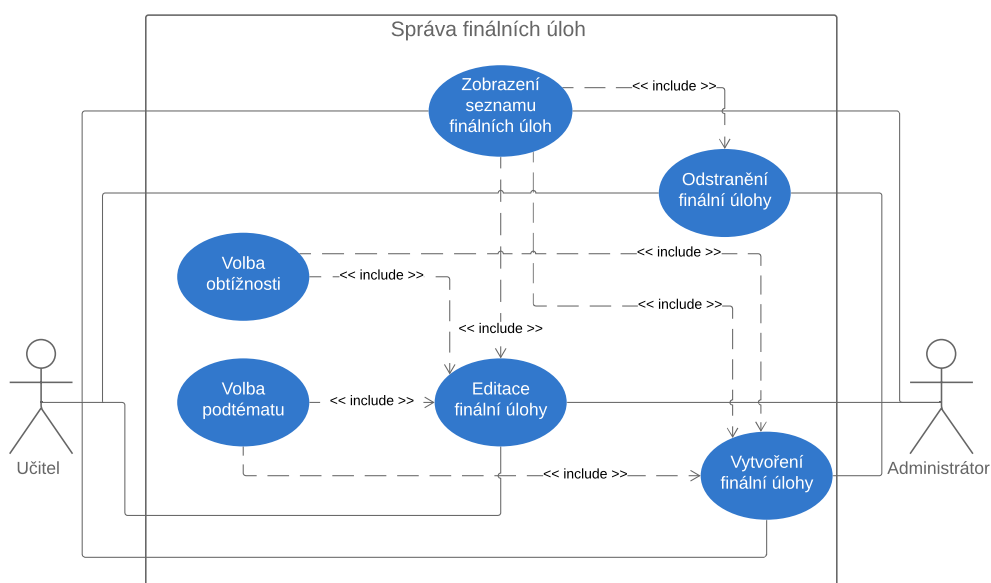 Správa finálních úloh
Zobrazení
seznamu
finálních úloh
<< include >>
Odstranění
finální úlohy
Volba
obtížnosti
<< include >>
<< include >>
<< include >>
<< include >>
Volba
podtématu
<< include >>
Editace
finální úlohy
Učitel
Administrátor
Vytvoření
finální úlohy
<< include >>